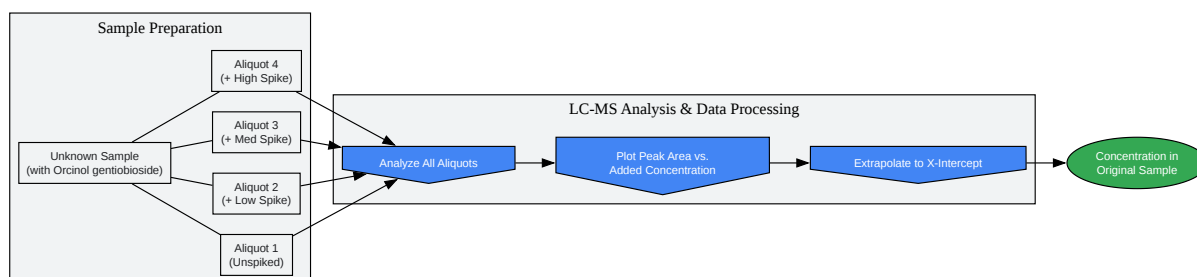 Sample Preparation
Aliquot 4
(+ High Spike)
Aliquot 3
(+ Med Spike)
Unknown Sample
(with Orcinol gentiobioside)
Aliquot 2
(+ Low Spike)
Aliquot 1
(Unspiked)
LC-MS Analysis & Data Processing
Analyze All Aliquots
Plot Peak Area vs.
Added Concentration
Extrapolate to X-Intercept
Concentration in
Original Sample